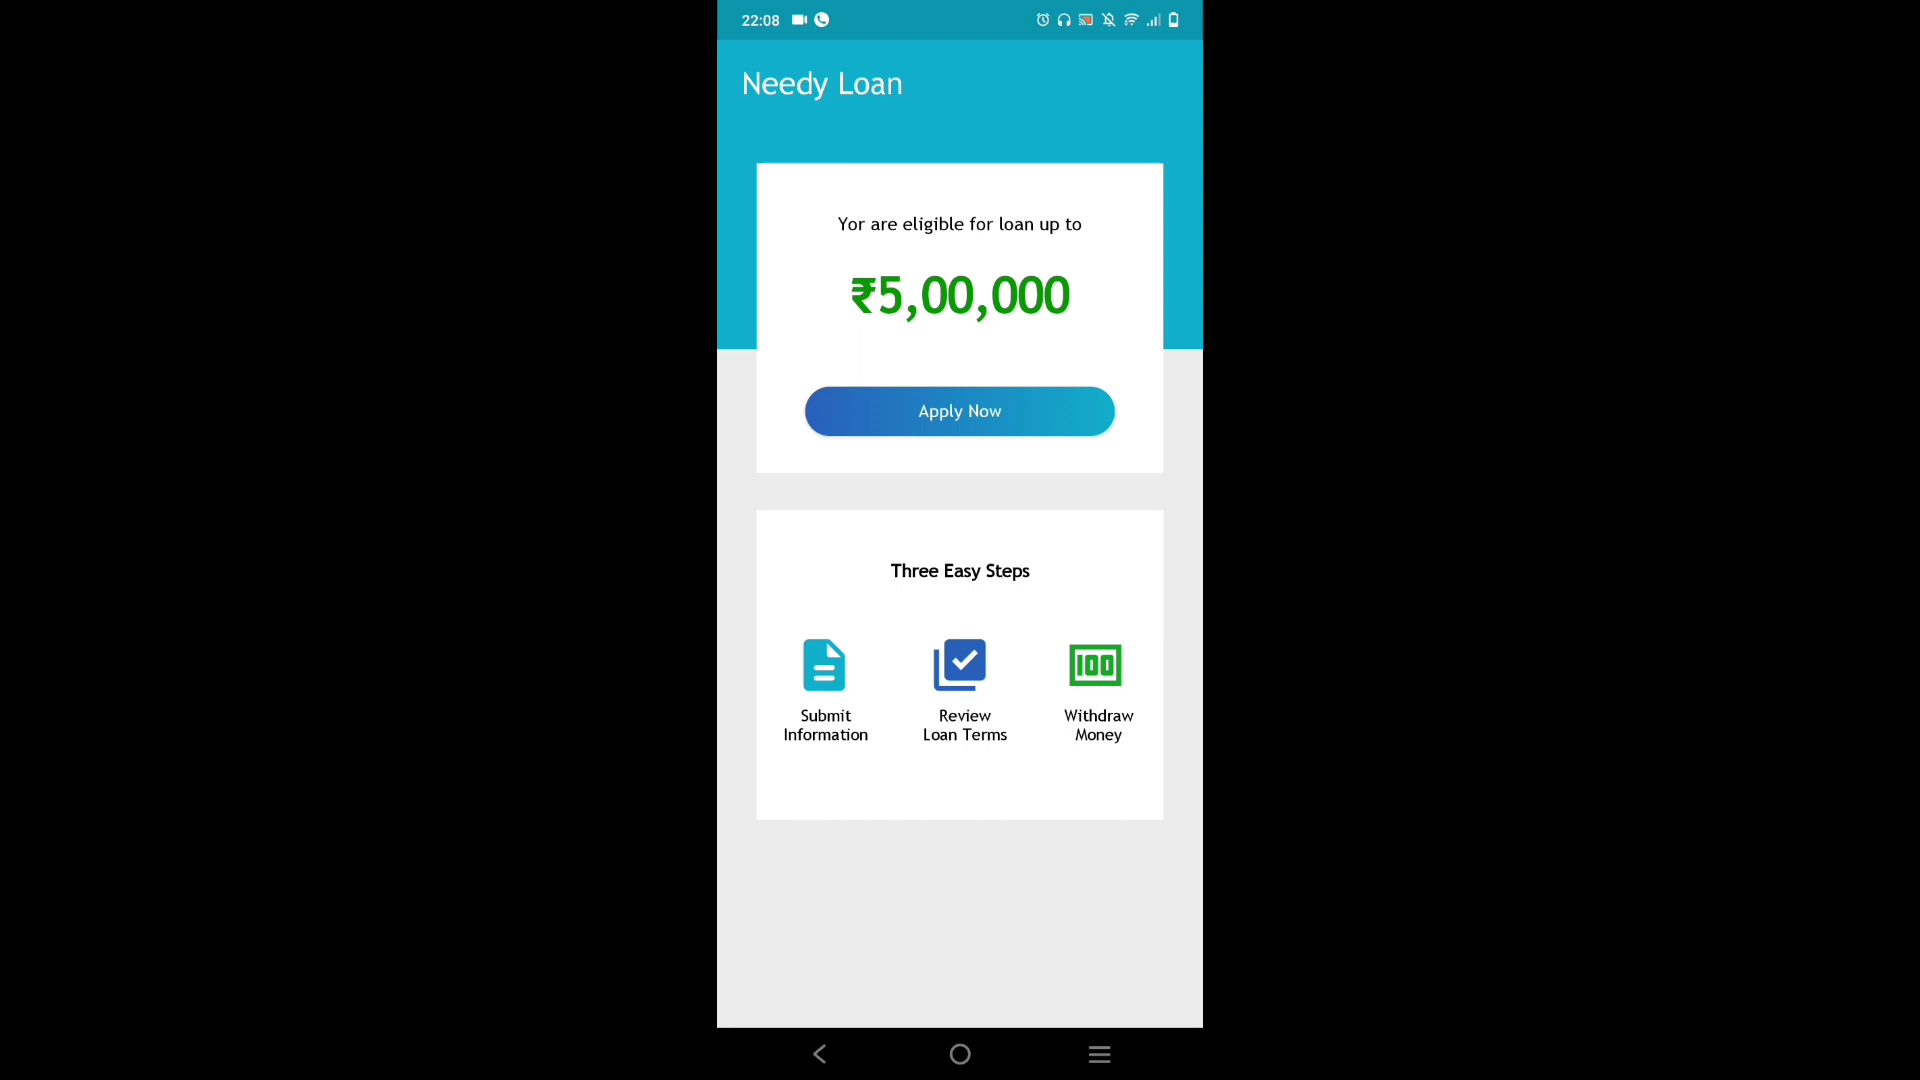 22:08
Needy Loan
Yor are eligible for loan up to
₹5,00,000
Apply Now
Three Easy Steps
Submit
Information
Review
Loan Terms
100
Withdraw
Money